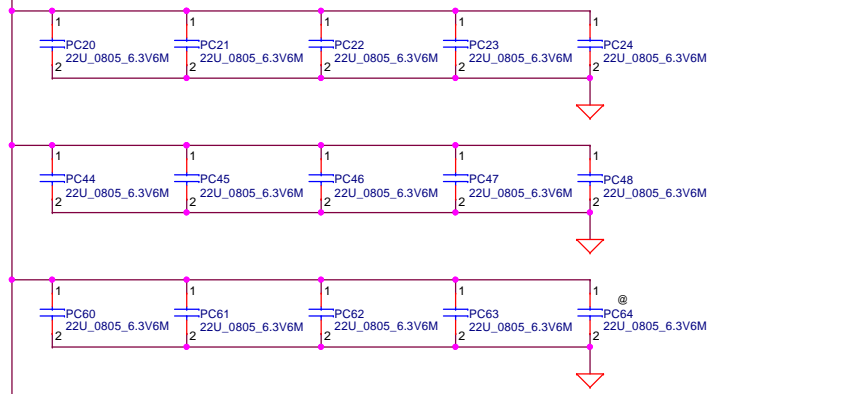 1 1 1 1 1
PC20 PC21 PC22 PC23 PC24
22U_0805_6.3V6M 22U_0805_6.3V6M 22U_0805_6.3V6M 22U_0805_6.3V6M 22U_0805_6.3V6M
2 2 2 2 2
1 1 1 1 1
PC44 PC45 PC46 PC47 PC48
22U_0805_6.3V6M 22U_0805_6.3V6M 22U_0805_6.3V6M 22U_0805_6.3V6M 22U_0805_6.3V6M
2 2 2 2 2
1 1 1 1 1 @
PC60 PC61 PC62 PC63 PC64
22U_0805_6.3V6M 22U_0805_6.3V6M 22U_0805_6.3V6M 22U_0805_6.3V6M 22U_0805_6.3V6M
2 2 2 2 2